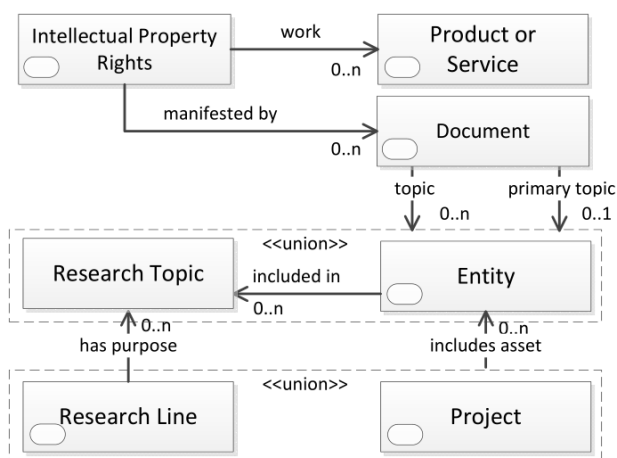 Intellectual Property
Rights
work
0..n
Product or
Service
manifested by
0..n
Document
topic
0..n
primary topic
0..1
<<union>>
Research Topic
included in
0..n
Entity
0..n
has purpose
0..n
includes asset
<<union>>
Research Line
Project